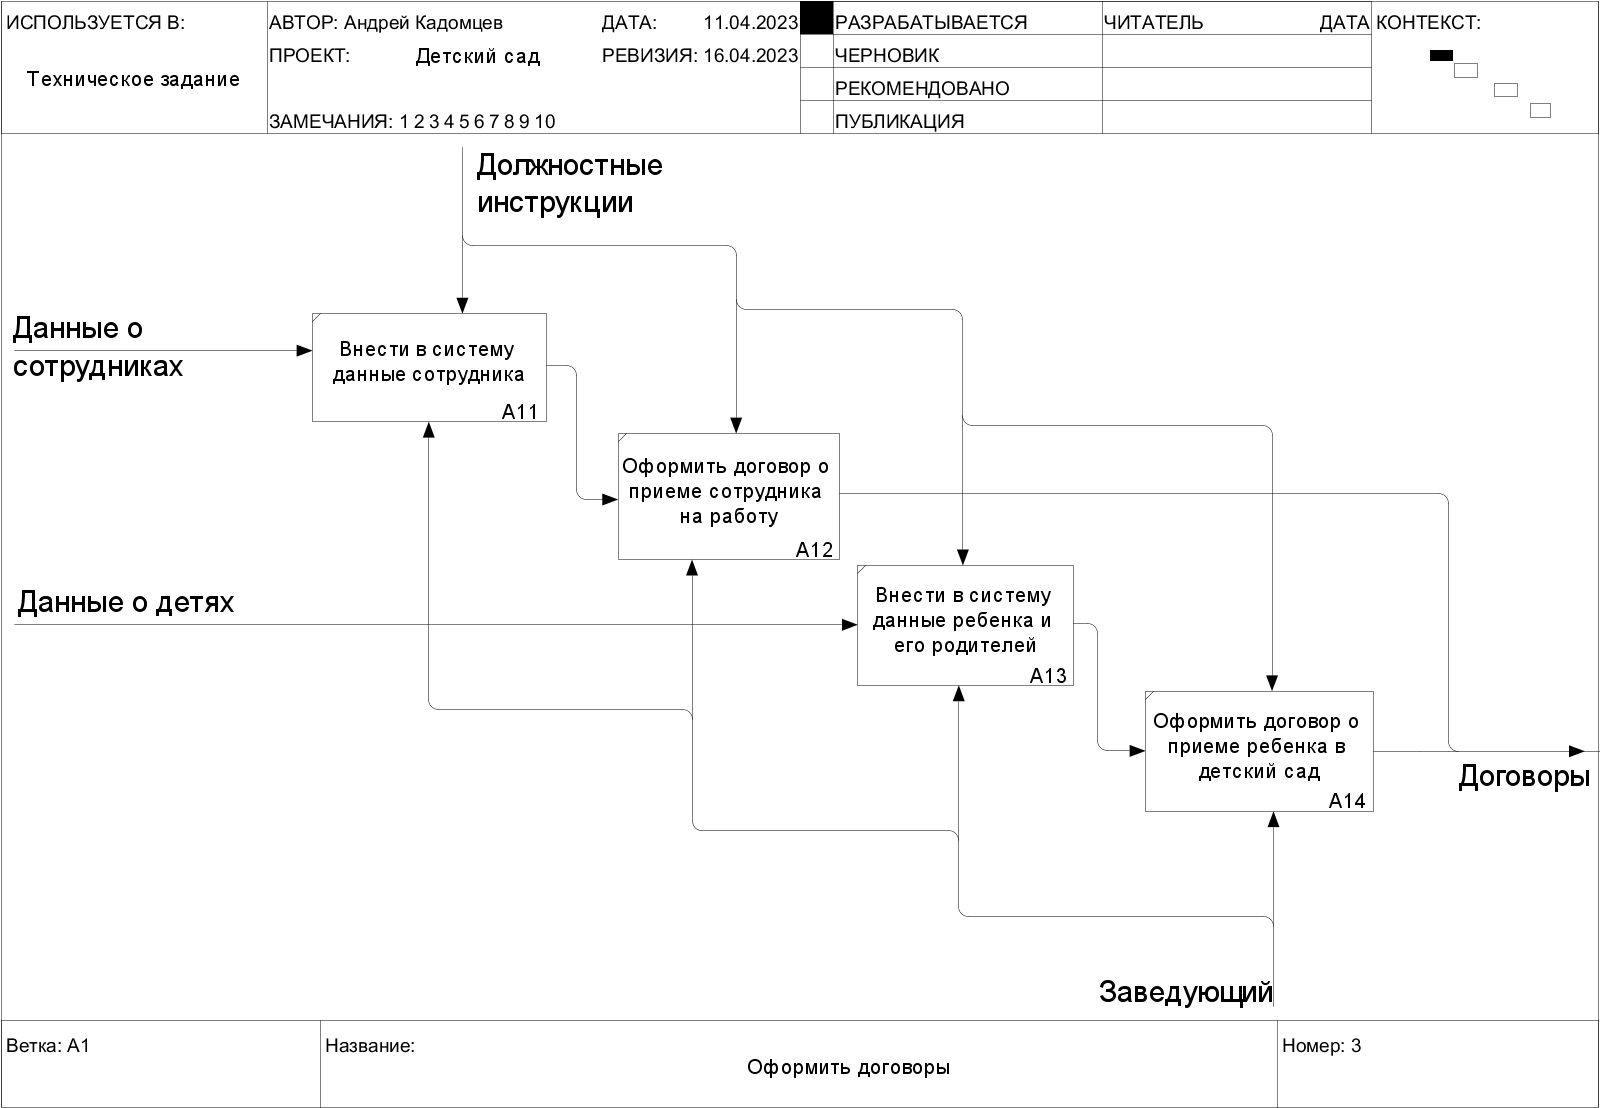 ИСПОЛЬЗУЕТСЯ В:
Техническое задание
АВТОР: Андрей Кадомцев
ДАТА: 11.04.2023
ПРОЕКТ: Детский сад
РЕВИЗИЯ: 16.04.2023
ЗАМЕЧАНИЯ: 1 2 3 4 5 6 7 8 9 10
РАЗРАБАТЫВАЕТСЯ
ЧЕРНОВИК
РЕКОМЕНДОВАНО
ПУБЛИКАЦИЯ
ЧИТАТЕЛЬ
ДАТА
КОНТЕКСТ:
Должностные
инструкции
Данные о
сотрудниках
Внести в систему
данные сотрудника
A11
Оформить договор о
приеме сотрудника
на работу
A12
Данные о детях
Внести в систему
данные ребенка и
его родителей
A13
Оформить договор о
приеме ребенка в
детский сад
A14
Договоры
Заведующий
Ветка: A1
Название:
Оформить договоры
Номер: 3